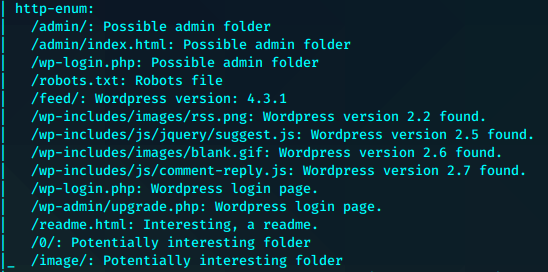 | http-enum:
|   /admin/: Possible admin folder
|   /admin/index.html: Possible admin folder
|   /wp-login.php: Possible admin folder
|   /robots.txt: Robots file
|   /feed/: Wordpress version: 4.3.1
|   /wp-includes/images/rss.png: Wordpress version 2.2 found.
|   /wp-includes/js/jquery/suggest.js: Wordpress version 2.5 found.
|   /wp-includes/images/blank.gif: Wordpress version 2.6 found.
|   /wp-includes/js/comment-reply.js: Wordpress version 2.7 found.
|   /wp-login.php: Wordpress login page.
|   /wp-admin/upgrade.php: Wordpress login page.
|   /readme.html: Interesting, a readme.
|   /0/: Potentially interesting folder
|_  /image/: Potentially interesting folder